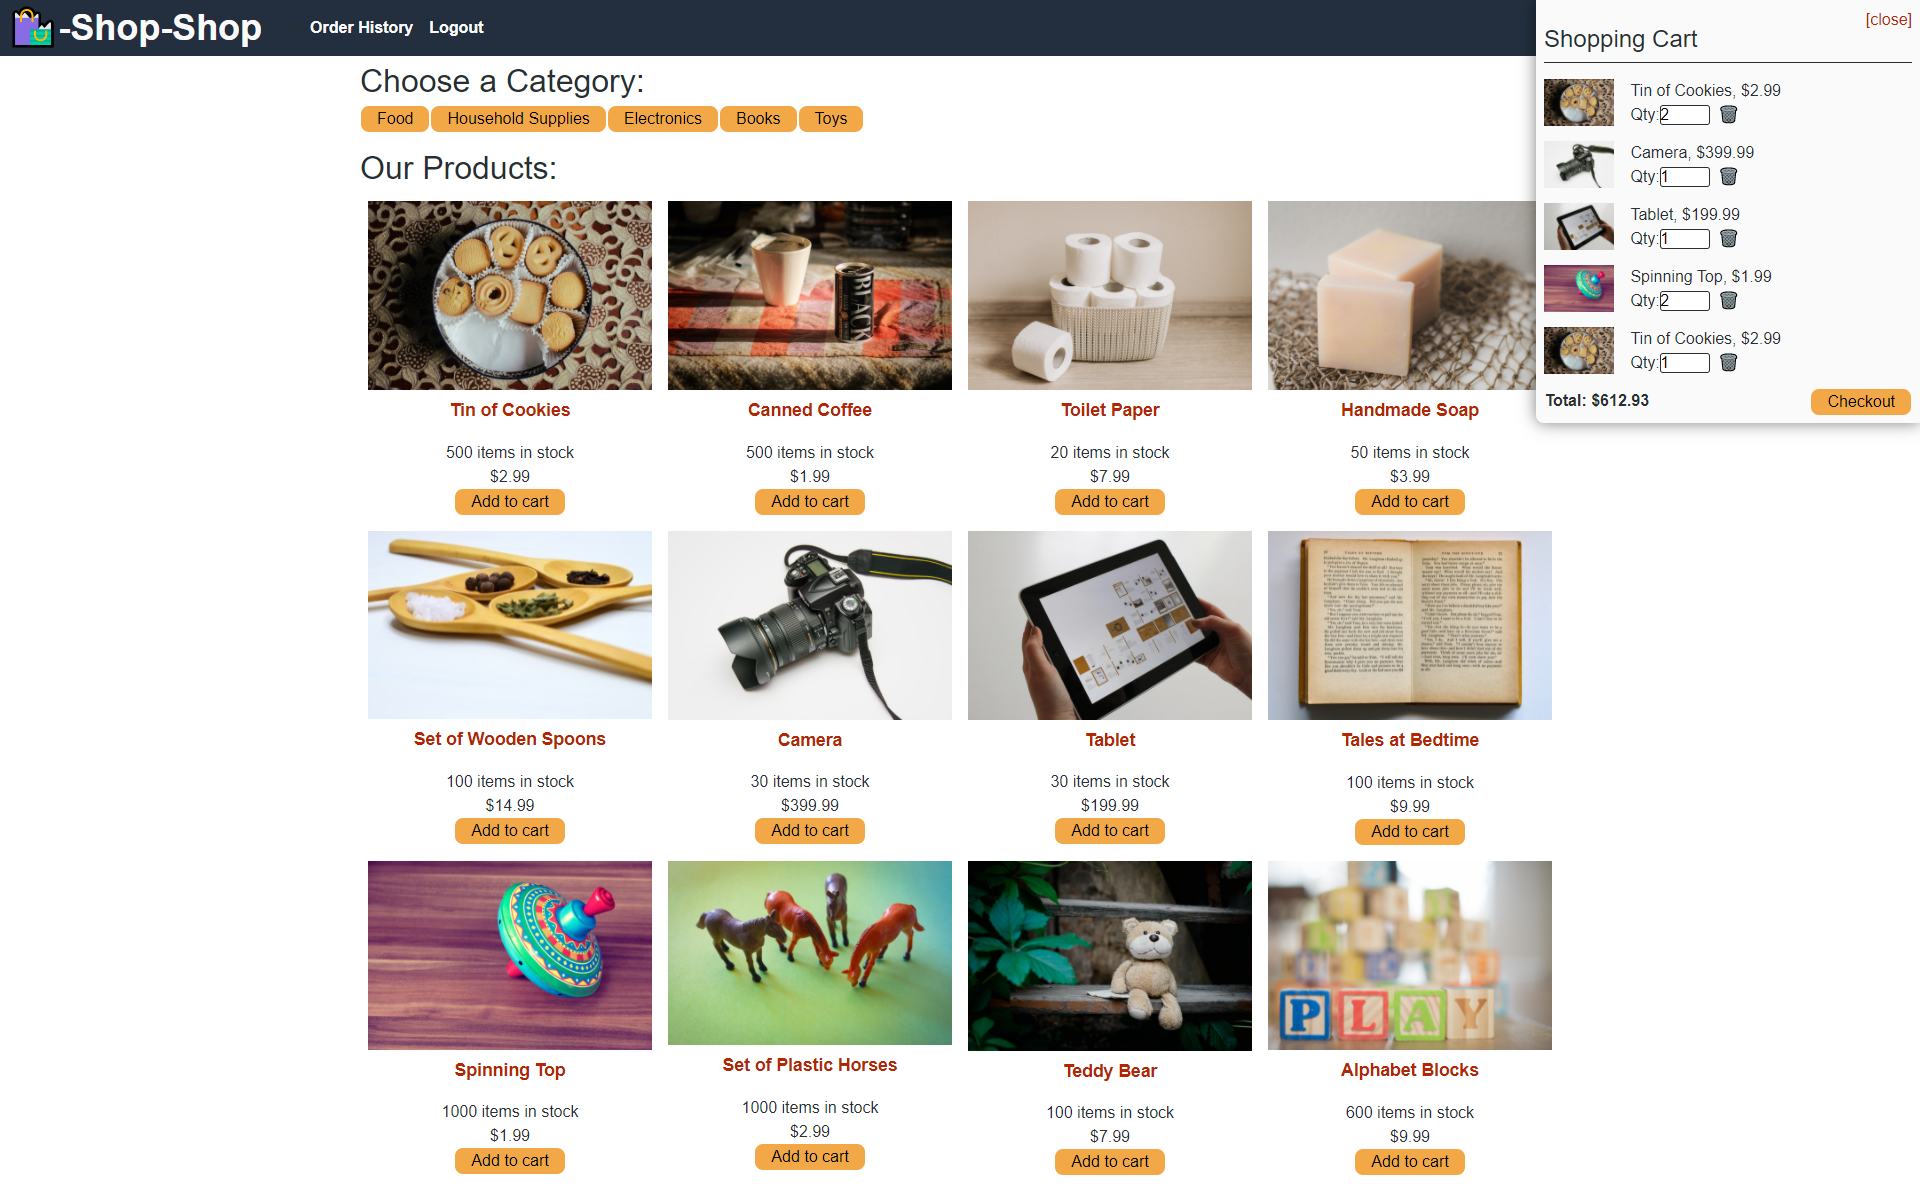 -Shop-Shop
Order History Logout
[close]
Shopping Cart
Tin of Cookies, $2.99
Qty:2
Camera, $399.99
Qty:1
Tablet, $199.99
Qty:1
Spinning Top, $1.99
Qty:2
Tin of Cookies, $2.99
Qty:1
Total: $612.93 Checkout
Choose a Category:
Food Household Supplies Electronics Books Toys
Our Products:
BLACK
Tin of Cookies
500 items in stock
$2.99
Add to cart
Canned Coffee
500 items in stock
$1.99
Add to cart
Toilet Paper
20 items in stock
$7.99
Add to cart
Handmade Soap
50 items in stock
$3.99
Add to cart
Set of Wooden Spoons
100 items in stock
$14.99
Add to cart
Camera
30 items in stock
$399.99
Add to cart
Tablet
30 items in stock
$199.99
Add to cart
Tales at Bedtime
100 items in stock
$9.99
Add to cart
Spinning Top
1000 items in stock
$1.99
Add to cart
Set of Plastic Horses
1000 items in stock
$2.99
Add to cart
Teddy Bear
100 items in stock
$7.99
Add to cart
PLAY
Alphabet Blocks
600 items in stock
$9.99
Add to cart